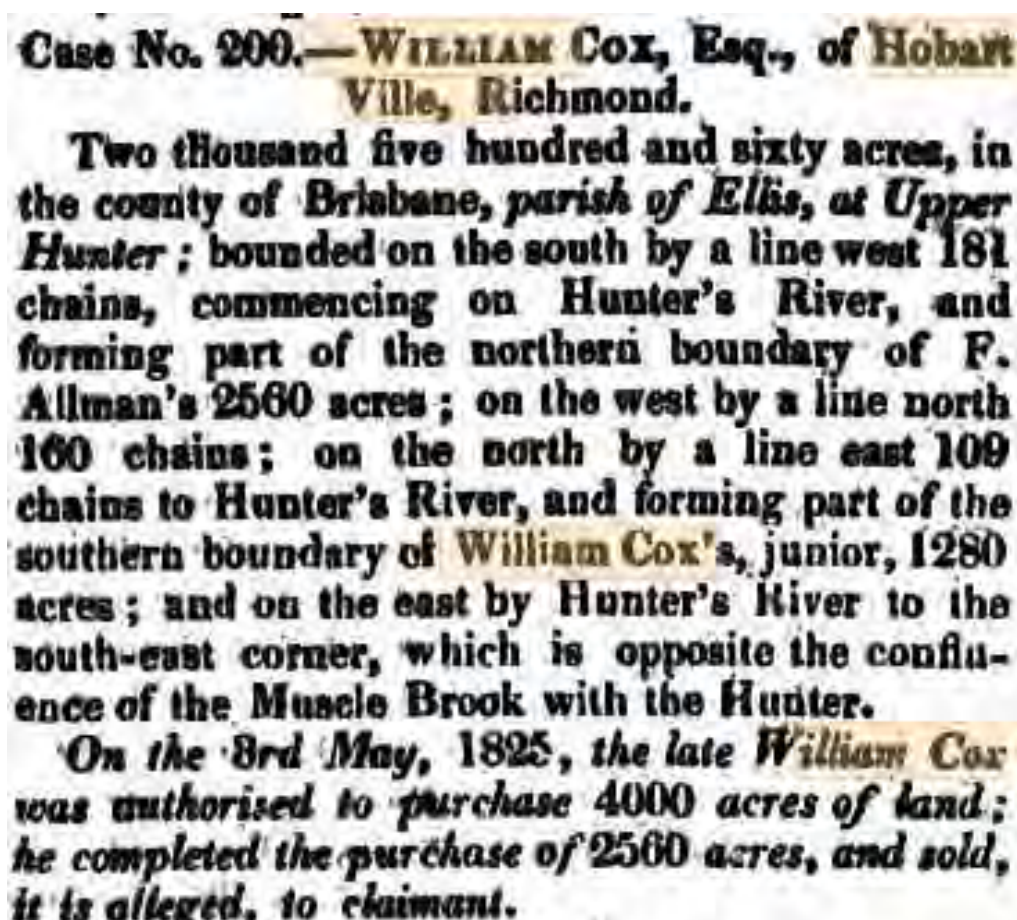 Case No. 200.—WILLIAM COX, Esq., of Hobart
Ville, Richmond.
Two thousand five hundred and sixty acres, in
the county of Brisbane, parish of Ellis, at Upper
Hunter; bounded on the south by a line west 181
chains, commencing on Hunter's River, and
forming part of the northern boundary of F.
Allman's 2560 acres; on the west by a line north
160 chains; on the north by a line east 109
chains to Hunter's River, and forming part of the
southern boundary of William Cox's, junior, 1280
acres; and on the east by Hunter's River to the
south-east corner, which is opposite the conflu-
ence of the Muscle Brook with the Hunter.
On the 3rd May, 1825, the late William Cox
was authorised to purchase 4000 acres of land;
he completed the purchase of 2560 acres, and sold,
it is alleged, to claimant.